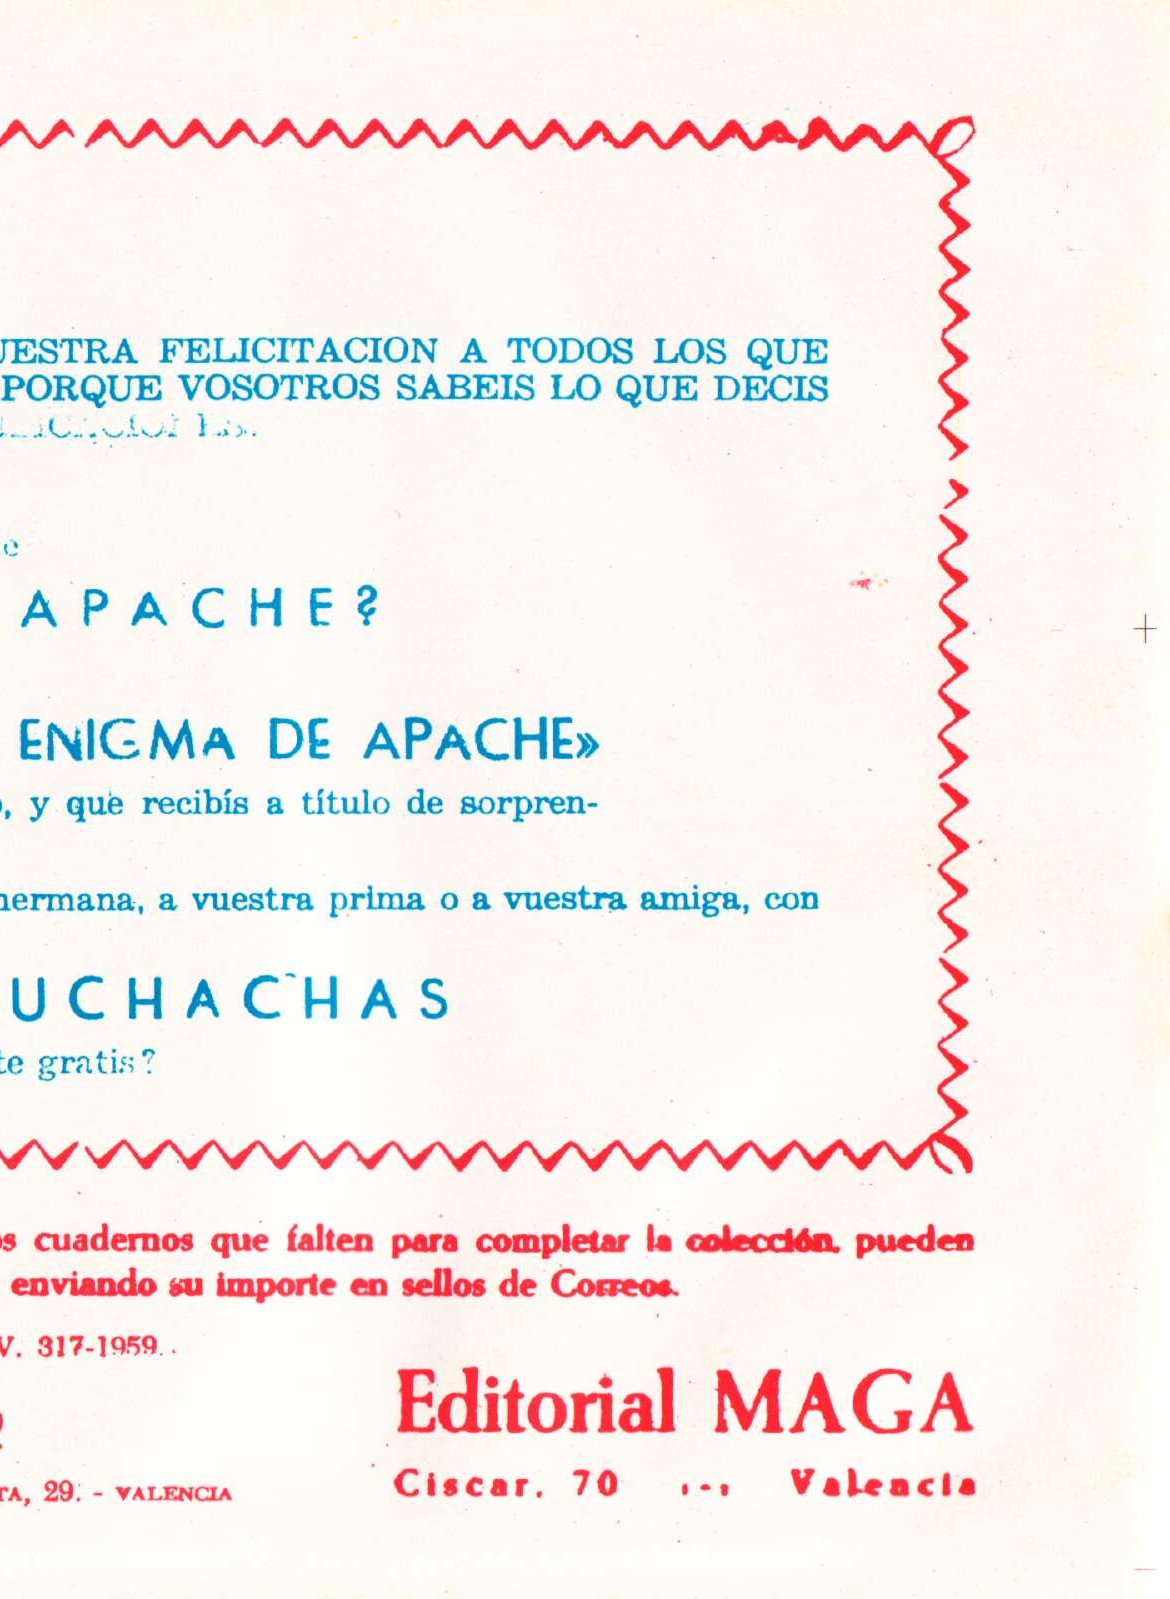 FELICITACION A TODOS LOS QUE
PORQUE VOSOTROS SABEIS LO QUE DECIS
APACHE?
ENIGMA DE APACHE»
, y que recibís a título de sorpren-
hermana, a vuestra prima o a vuestra amiga, con
UCHACHAS
te gratis?
os cuadernos que falten para completar la colección, pueden
enviando su importe en sellos de Correos.
V. 317-1959.
Editorial MAGA
TA, 29. - VALENCIA
Ciscar, 70 --- Valencia